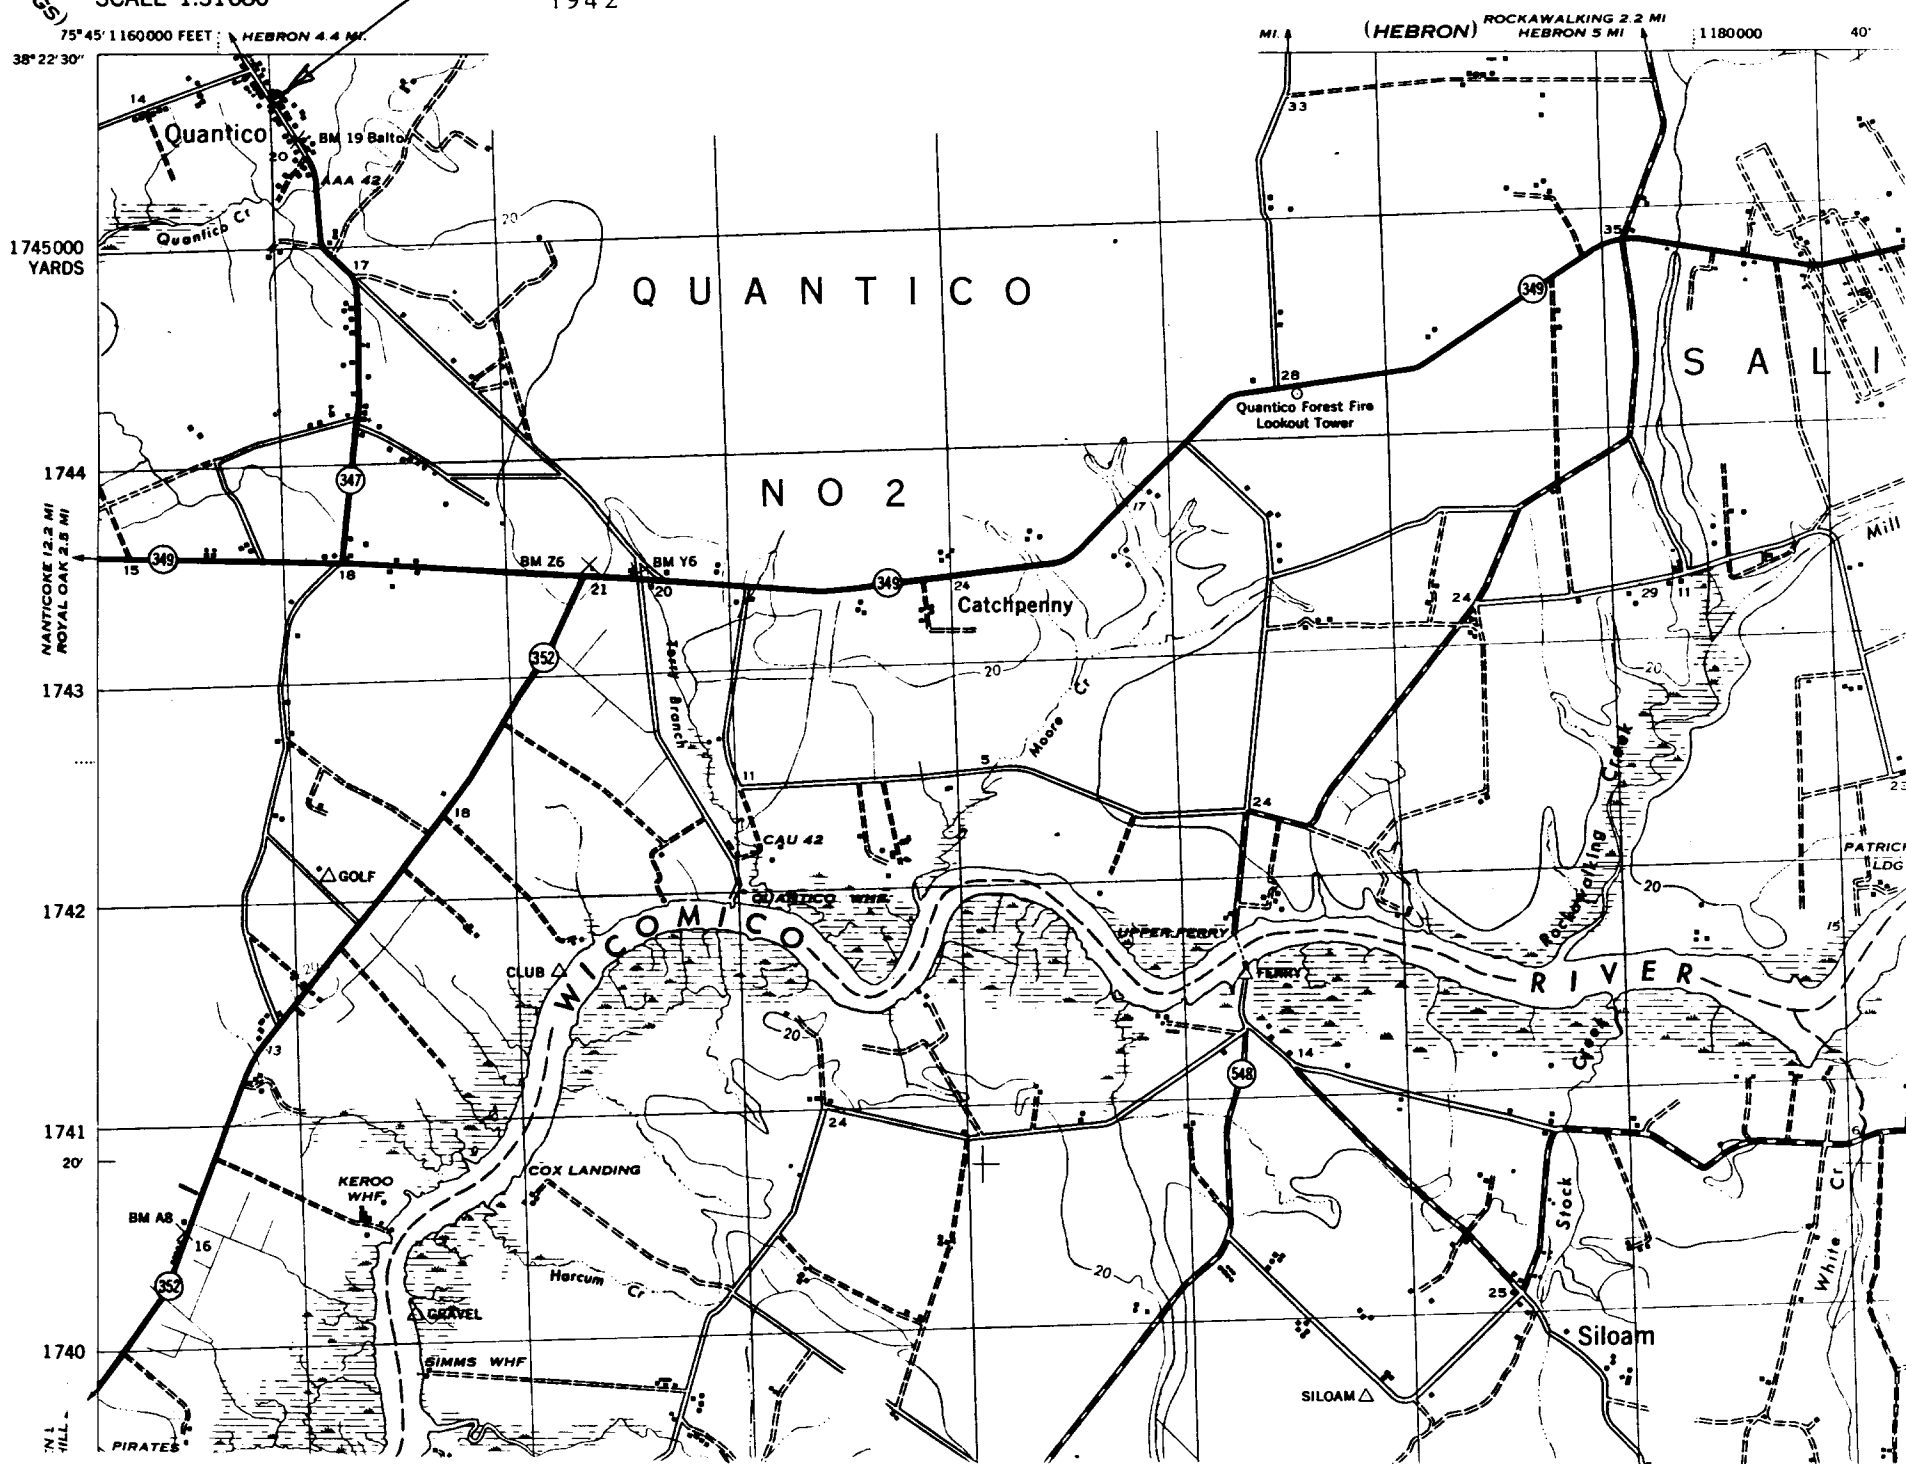 GS)
SCALE 1:31680
1942
75°45' 1160000 FEET
HEBRON 4.4 MI.
MI.
(HEBRON)
ROCKAWALKING 2.2 MI
HEBRON 5 MI
1180000
40'
38°22'30"
14
Quantico
20
BM 19 Balto
AAA 42
33
Quantico Cr
20
1745000
YARDS
17
35
QUANTICO
349
SALI
28
Quantico Forest Fire
Lookout Tower
1744
347
NO 2
17
Mill
NANTICOKE 12.2 MI
ROYAL OAK 2.8 MI
349
15
18
BM Z6
21
BM Y6
20
349
24
Catchpenny
24
29
11
352
20
20
1743
Branch
Moore Cr
Rockawalking Creek
11
5
24
23
18
CAU 42
PATRICK
LDG
GOLF
20
1742
QUANTICO WHF
15
WICOMICO
UPPER FERRY
CLUB
FERRY
RIVER
20
13
Creek
14
548
1741
24
6
20'
COX LANDING
KEROO
WHF
Stock
White Cr
BM A8
16
Harcum Cr
20
352
25
GRAVEL
Siloam
1740
SIMMS WHF
SILOAM
PIRATES